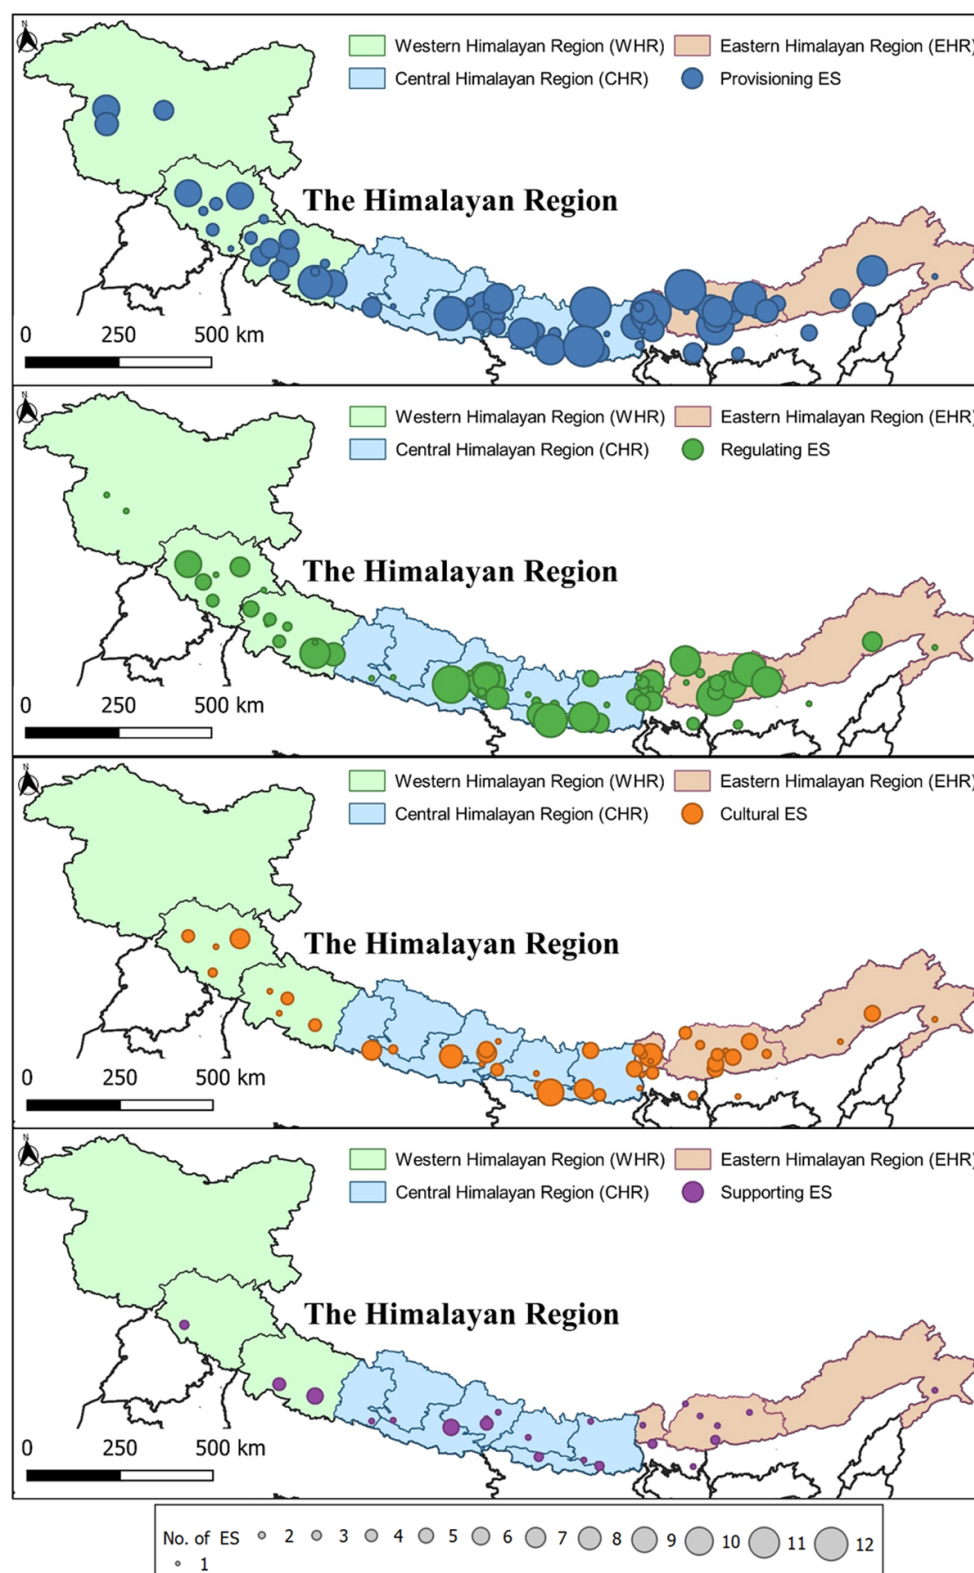 N
Western Himalayan Region (WHR)
Eastern Himalayan Region (EHR)
Central Himalayan Region (CHR)
Provisioning ES
The Himalayan Region
0 250 500 km
N
Western Himalayan Region (WHR)
Eastern Himalayan Region (EHR)
Central Himalayan Region (CHR)
Regulating ES
The Himalayan Region
0 250 500 km
N
Western Himalayan Region (WHR)
Eastern Himalayan Region (EHR)
Central Himalayan Region (CHR)
Cultural ES
The Himalayan Region
0 250 500 km
N
Western Himalayan Region (WHR)
Eastern Himalayan Region (EHR)
Central Himalayan Region (CHR)
Supporting ES
The Himalayan Region
0 250 500 km
No. of ES 2 3 4 5 6 7 8 9 10 11 12
1